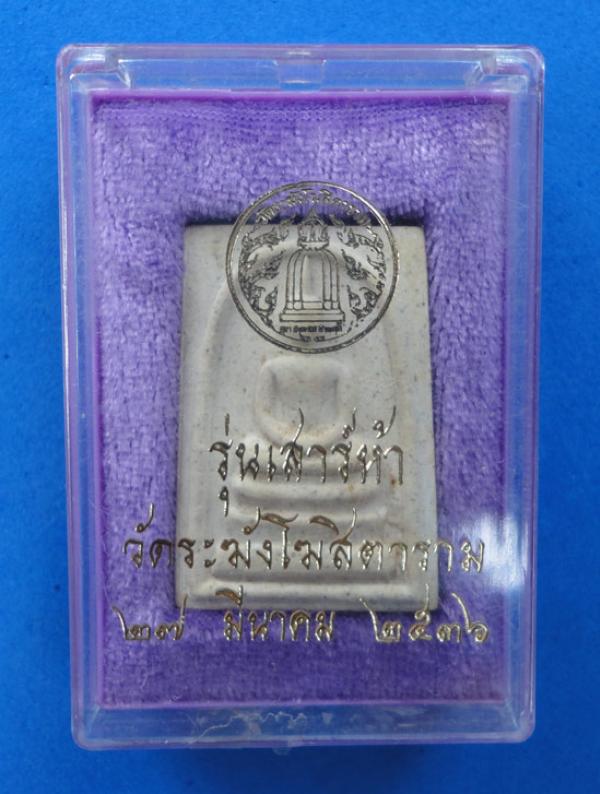 รุ่นเสาร์ห้า
วัดระฆังโฆสิตาราม
๒๗ มีนาคม ๒๕๓๖